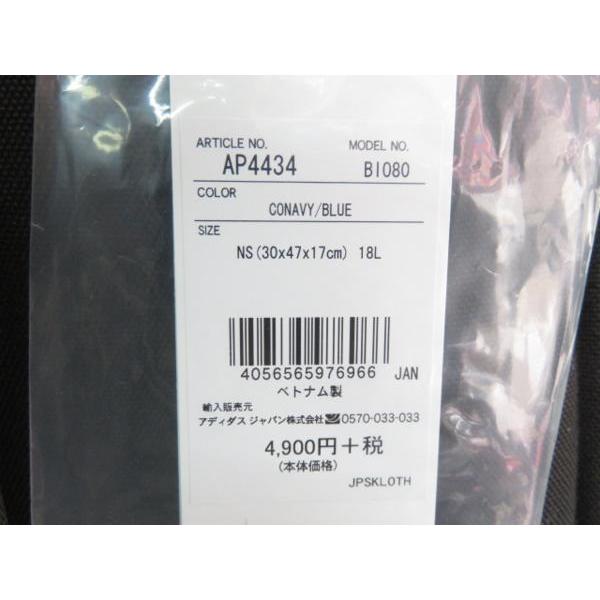 ARTICLE NO. MODEL NO.
AP4434 BI080
COLOR
CONAVY/BLUE
SIZE
NS(30x47x17cm) 18L
4056565976966 JAN
ベトナム製
輸入販売元
アディダス ジャパン株式会社 0570-033-033
4,900円+税
(本体価格)
JPSKLOTH